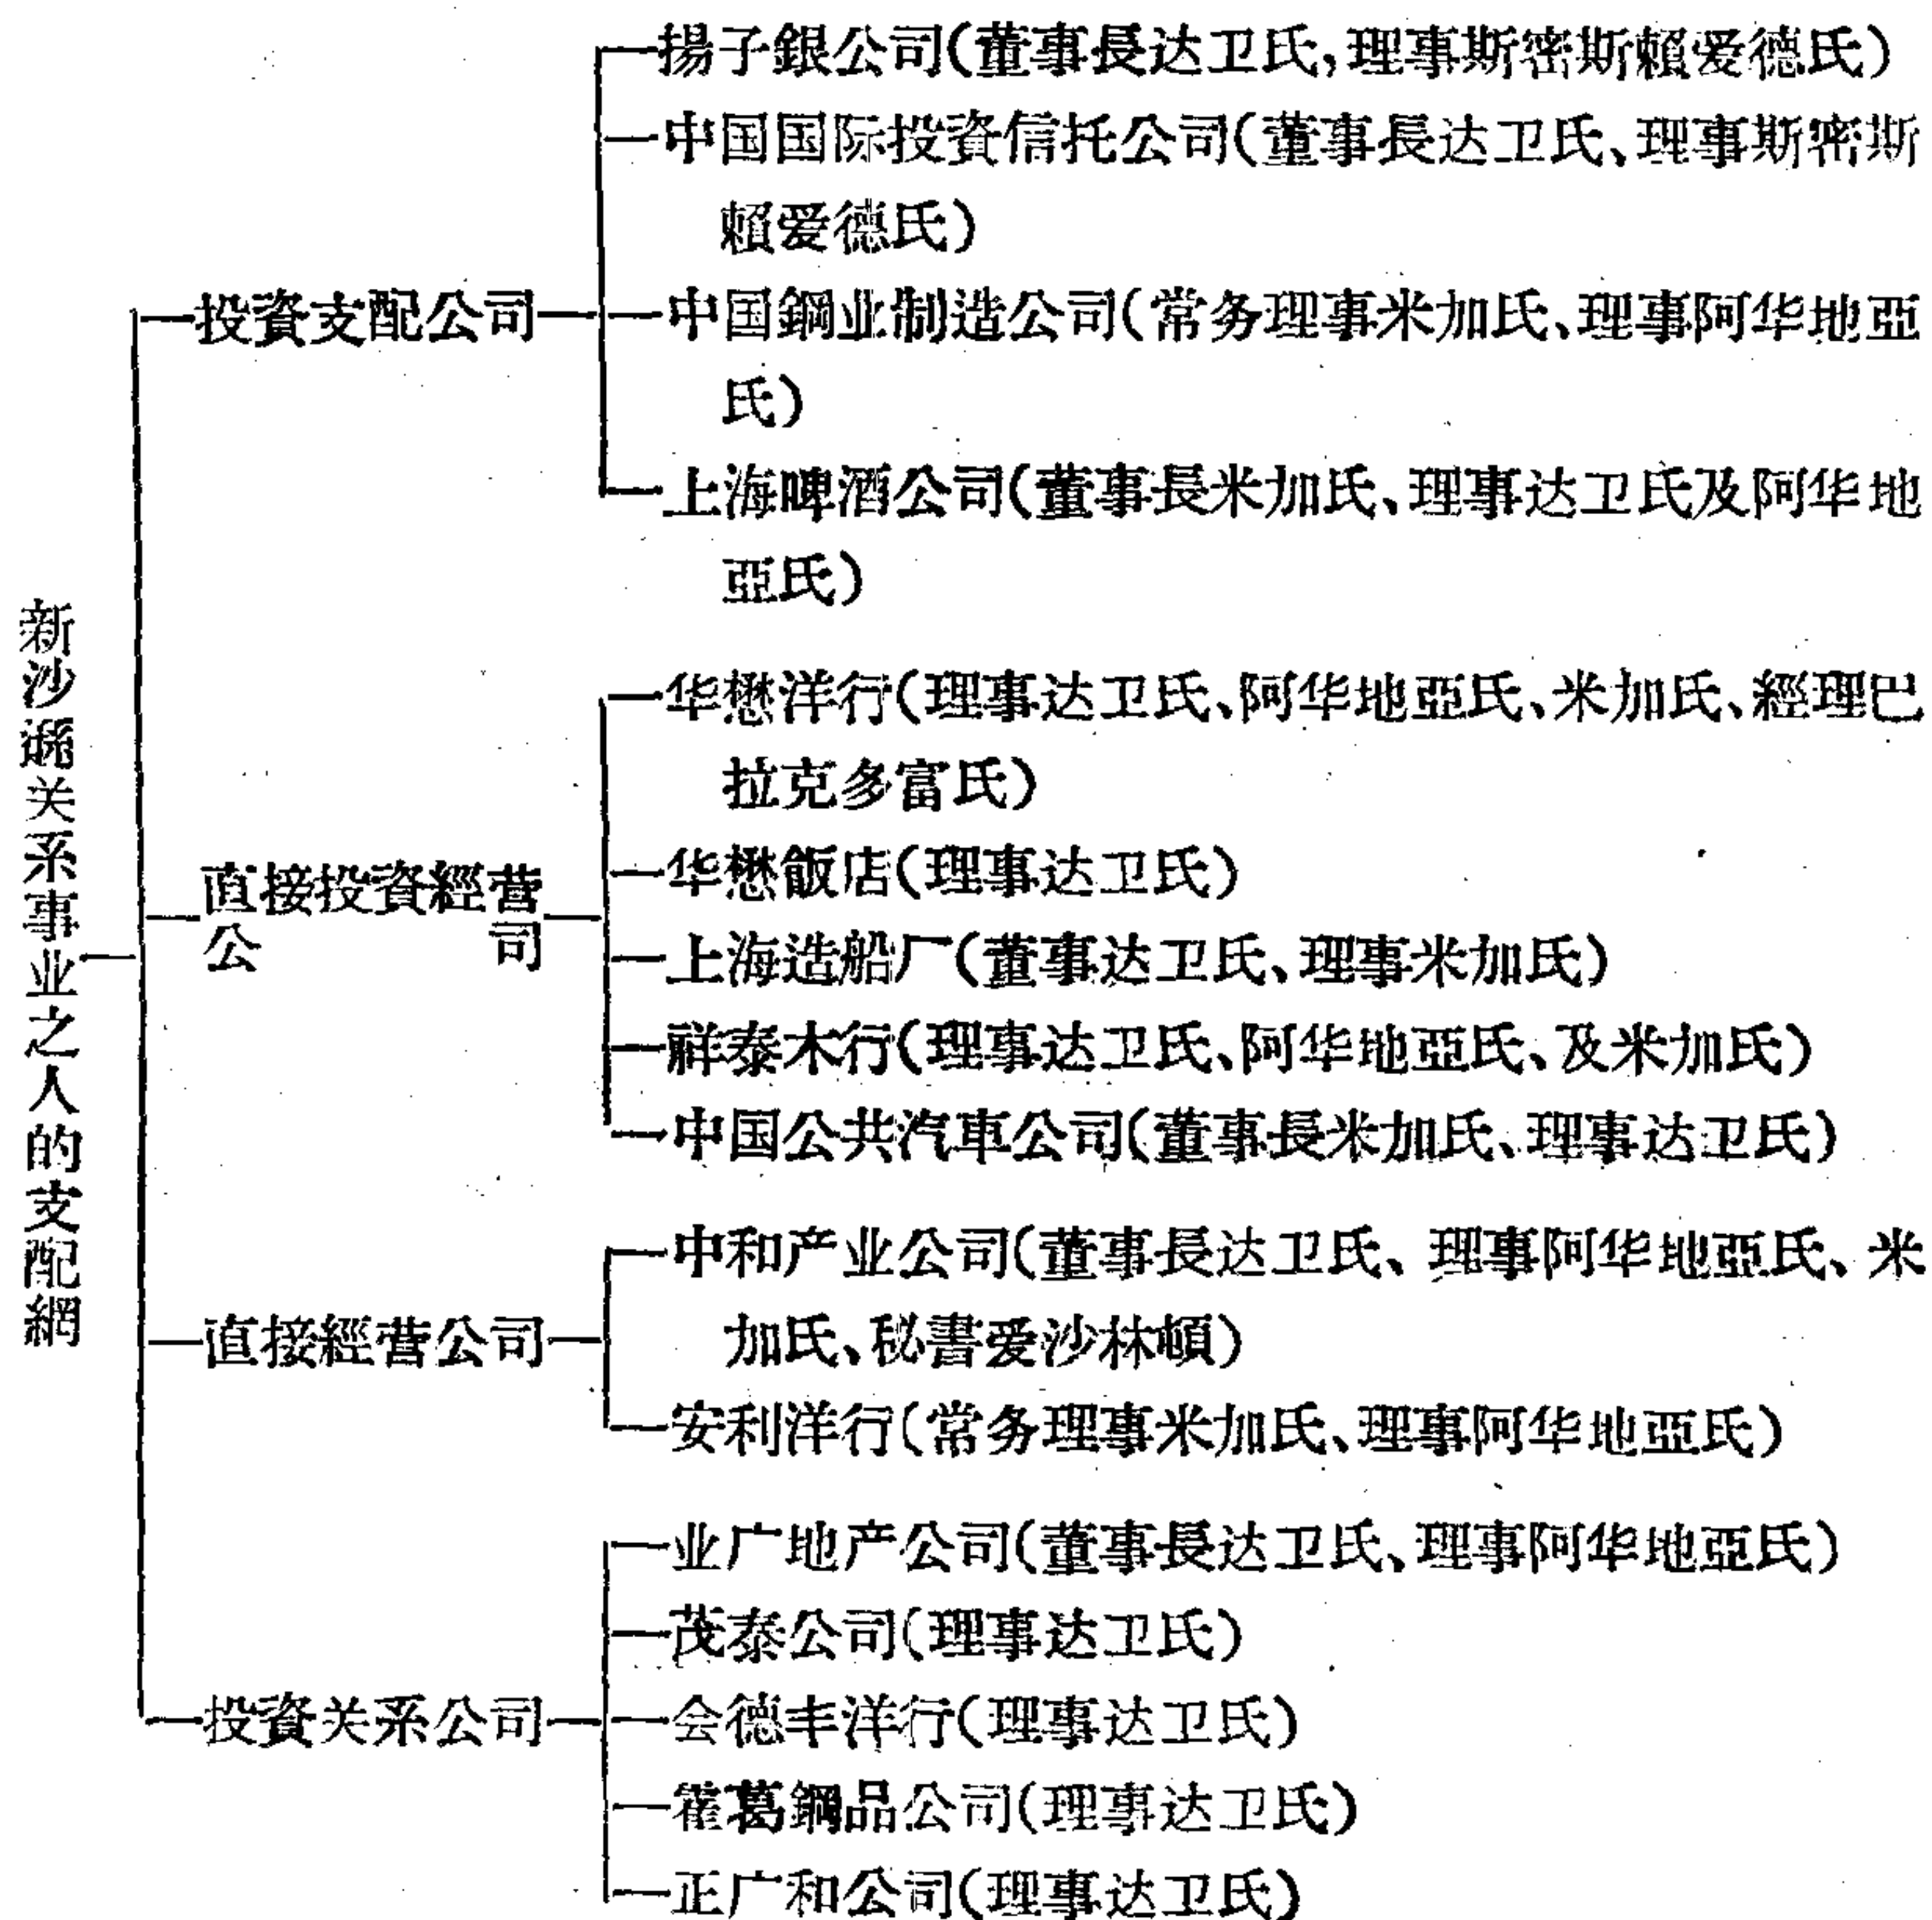 新沙遜关系事业之人的支配網
投資支配公司
揚子銀公司(董事長达卫氏,理事斯密斯賴爱德氏)
中国国际投資信托公司(董事長达卫氏、理事斯密斯
賴爱德氏)
中国鋼业制造公司(常务理事米加氏、理事阿华地亞
氏)
上海啤酒公司(董事長米加氏、理事达卫氏及阿华地
亞氏)
直接投資經营
公司
华懋洋行(理事达卫氏、阿华地亞氏、米加氏、經理巴
拉克多富氏)
华懋飯店(理事达卫氏)
上海造船厂(董事达卫氏、理事米加氏)
祥泰木行(理事达卫氏、阿华地亞氏、及米加氏)
中国公共汽車公司(董事長米加氏、理事达卫氏)
直接經营公司
中和产业公司(董事長达卫氏、理事阿华地亞氏、米
加氏、秘書爱沙林頓)
安利洋行(常务理事米加氏、理事阿华地亞氏)
投資关系公司
业广地产公司(董事長达卫氏、理事阿华地亞氏)
茂泰公司(理事达卫氏)
会德丰洋行(理事达卫氏)
霍葛鋼品公司(理事达卫氏)
正广和公司(理事达卫氏)